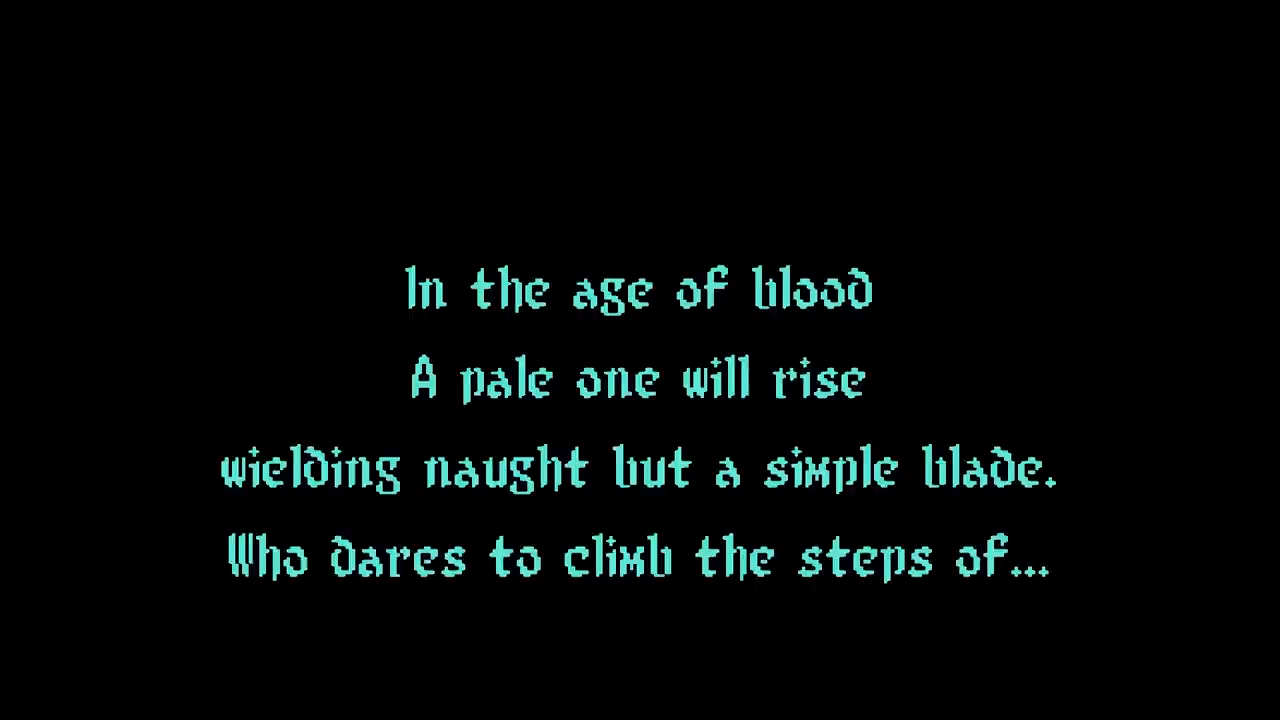 In the age of blood
A pale one will rise
wielding naught but a simple blade.
Who dares to climb the steps of...